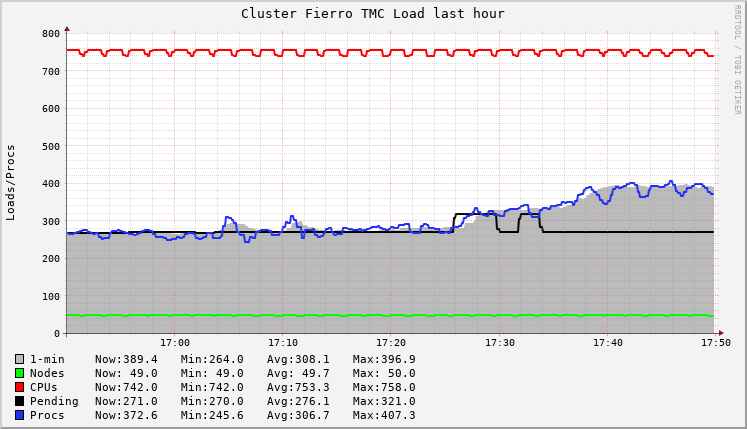 Cluster Fierro TMC Load last hour
RRDTOOL / TOBI OETIKER
Loads/Procs
800
700
600
500
400
300
200
100
0
17:00 17:10 17:20 17:30 17:40 17:50
1-min Now:389.4 Min:264.0 Avg:308.1 Max:396.9
Nodes Now: 49.0 Min: 49.0 Avg: 49.7 Max: 50.0
CPUs Now:742.0 Min:742.0 Avg:753.3 Max:758.0
Pending Now:271.0 Min:270.0 Avg:276.1 Max:321.0
Procs Now:372.6 Min:245.6 Avg:306.7 Max:407.3